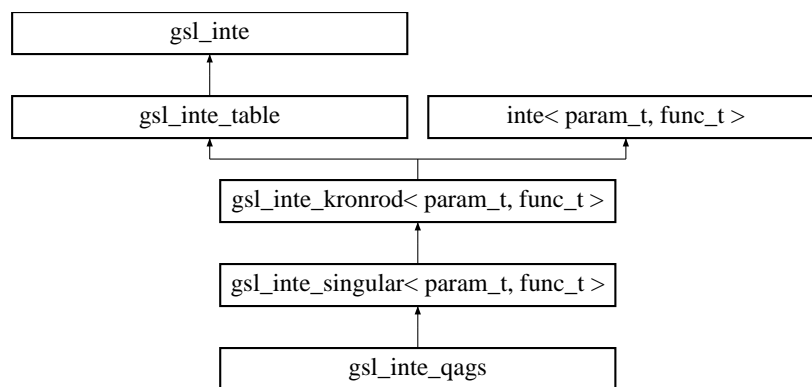 gsl_inte
gsl_inte_table
inte< param_t, func_t >
gsl_inte_kronrod< param_t, func_t >
gsl_inte_singular< param_t, func_t >
gsl_inte_qags